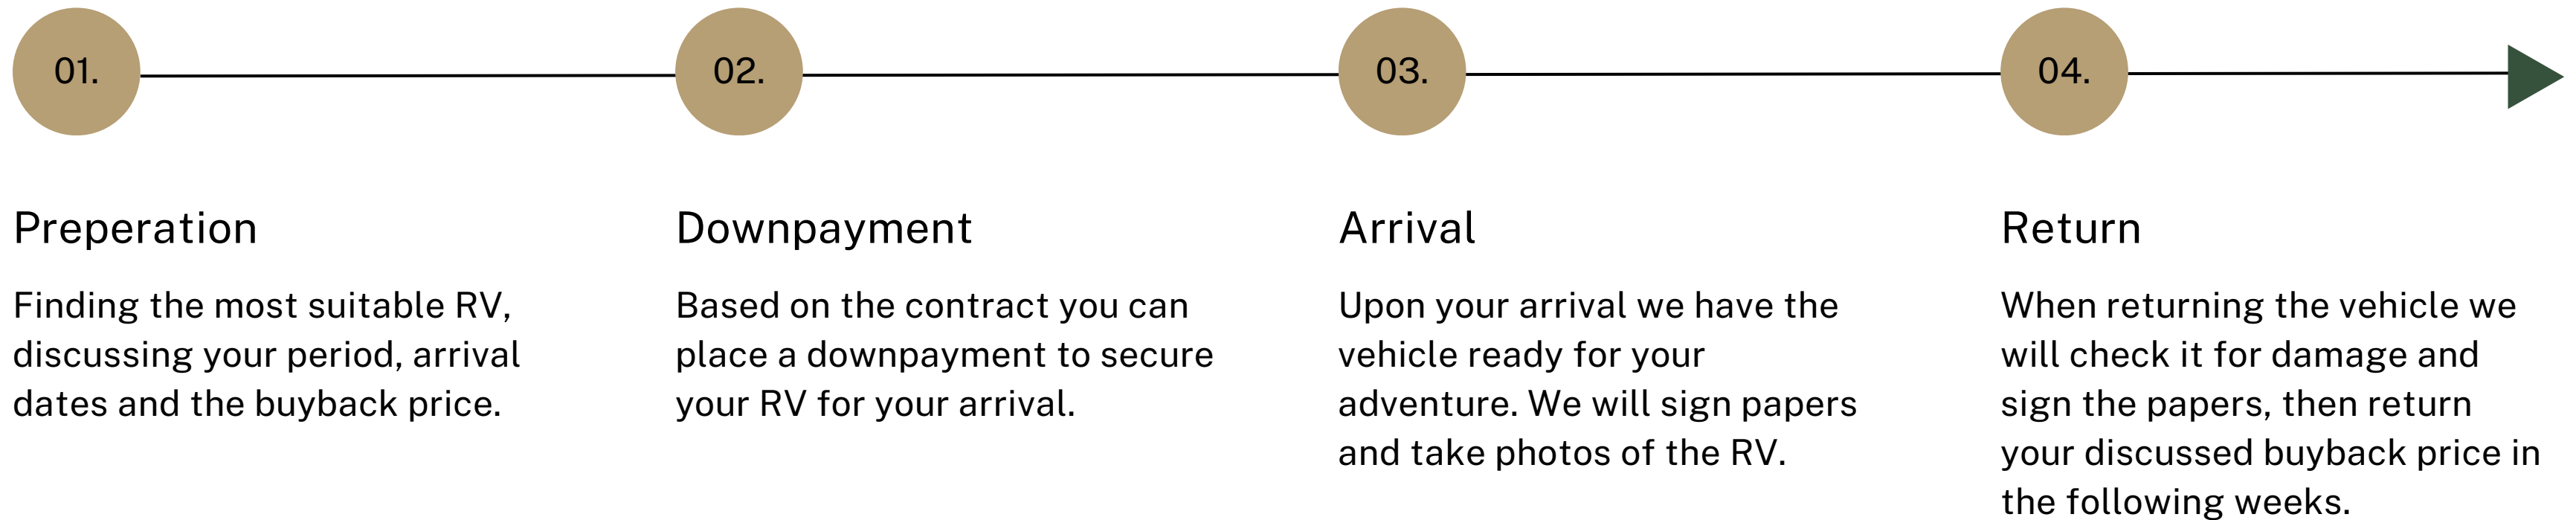 01.
02.
03.
04.
Preperation
Finding the most suitable RV,
discussing your period, arrival
dates and the buyback price.
Downpayment
Based on the contract you can
place a downpayment to secure
your RV for your arrival.
Arrival
Upon your arrival we have the
vehicle ready for your
adventure. We will sign papers
and take photos of the RV.
Return
When returning the vehicle we
will check it for damage and
sign the papers, then return
your discussed buyback price in
the following weeks.